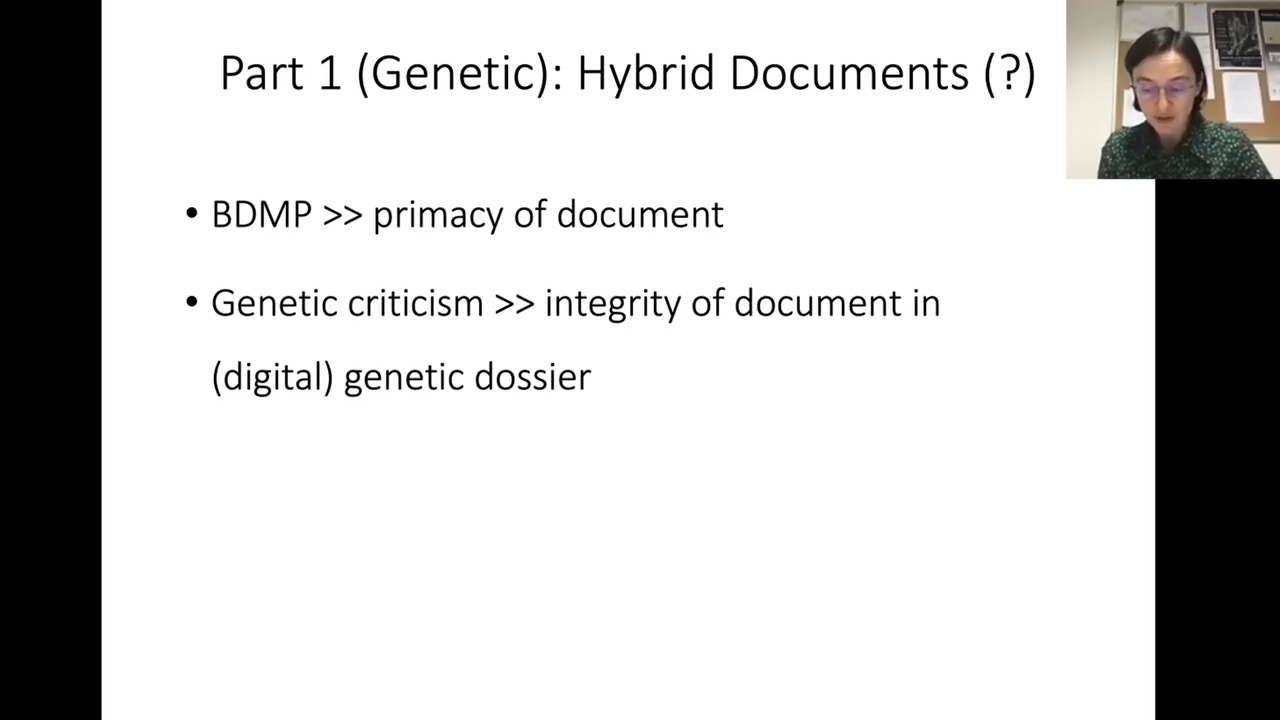 Part 1 (Genetic): Hybrid Documents (?)
• BDMP >> primacy of document
• Genetic criticism >> integrity of document in
(digital) genetic dossier